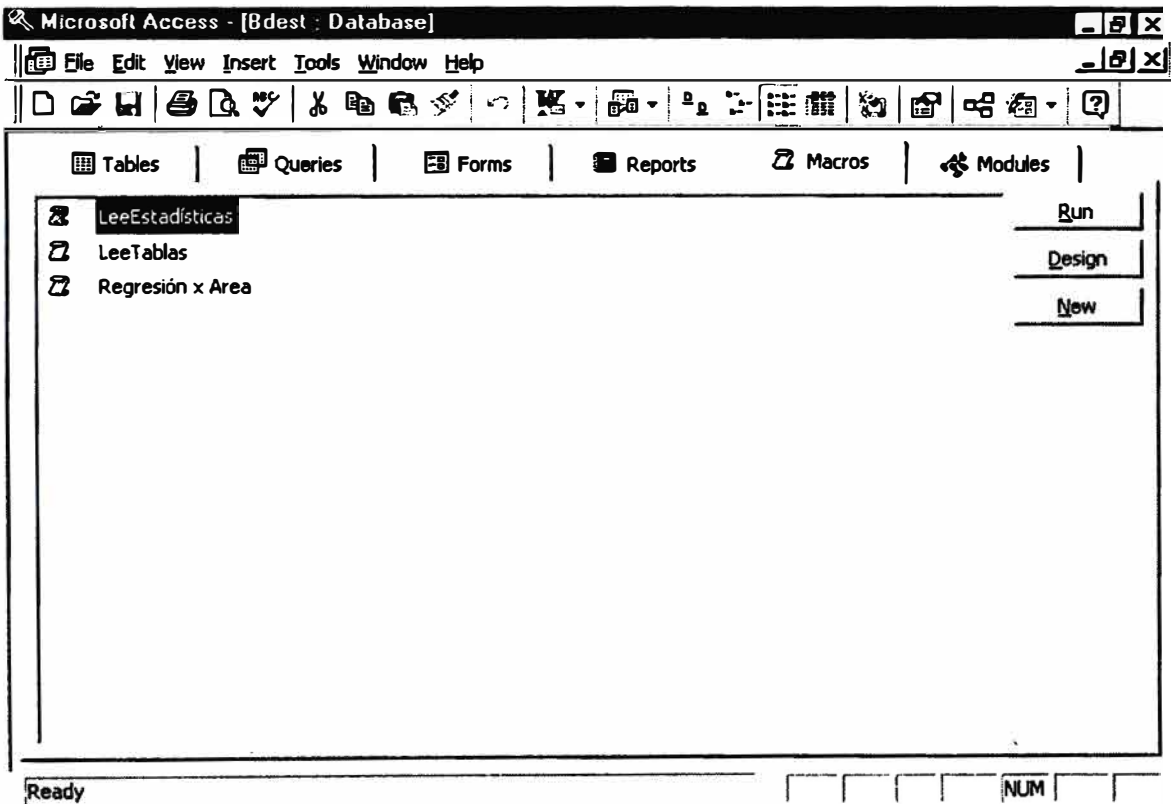 Microsoft Access - [Bdest : Database]
File Edit View Insert Tools Window Help
Tables Queries Forms Reports Macros Modules
LeeEstadísticas
LeeTablas
Regresión x Area
Run
Design
New
Ready
NUM